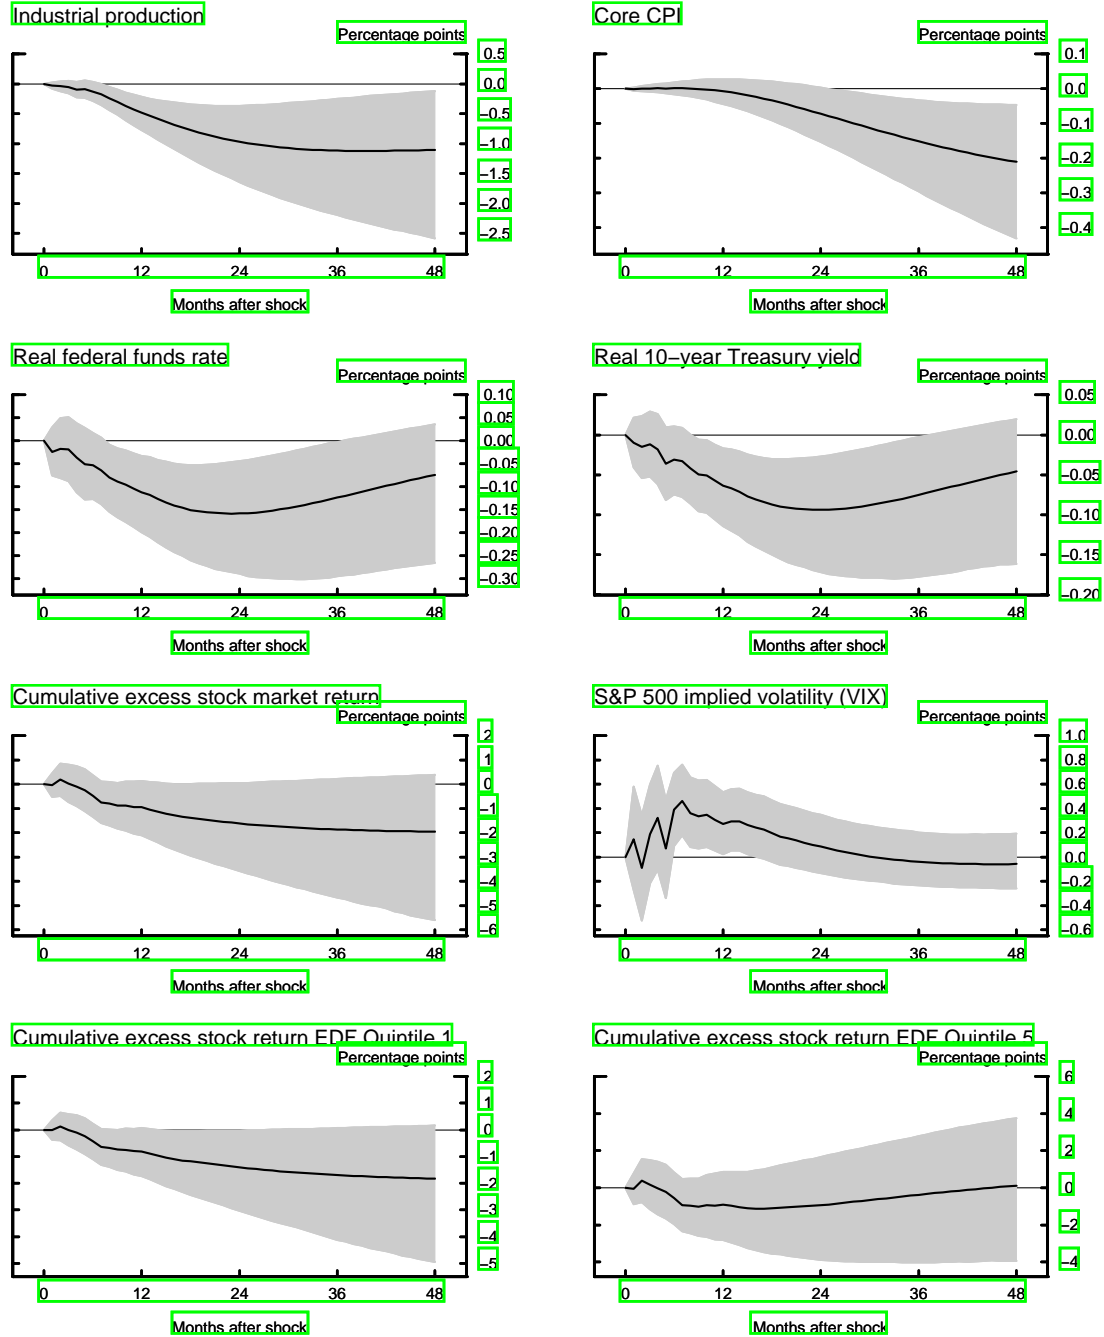 Industrial production
Percentage points
0.5
0.0
−0.5
−1.0
−1.5
−2.0
−2.5
0 12 24 36 48
Months after shock
Core CPI
Percentage points
0.1
0.0
−0.1
−0.2
−0.3
−0.4
0 12 24 36 48
Months after shock
Real federal funds rate
Percentage points
0.10
0.05
0.00
−0.05
−0.10
−0.15
−0.20
−0.25
−0.30
0 12 24 36 48
Months after shock
Real 10−year Treasury yield
Percentage points
0.05
0.00
−0.05
−0.10
−0.15
−0.20
0 12 24 36 48
Months after shock
Cumulative excess stock market return
Percentage points
2
1
0
−1
−2
−3
−4
−5
−6
0 12 24 36 48
Months after shock
S&P 500 implied volatility (VIX)
Percentage points
1.0
0.8
0.6
0.4
0.2
0.0
−0.2
−0.4
−0.6
0 12 24 36 48
Months after shock
Cumulative excess stock return EDF Quintile 1
Percentage points
2
1
0
−1
−2
−3
−4
−5
0 12 24 36 48
Months after shock
Cumulative excess stock return EDF Quintile 5
Percentage points
6
4
2
0
−2
−4
0 12 24 36 48
Months after shock